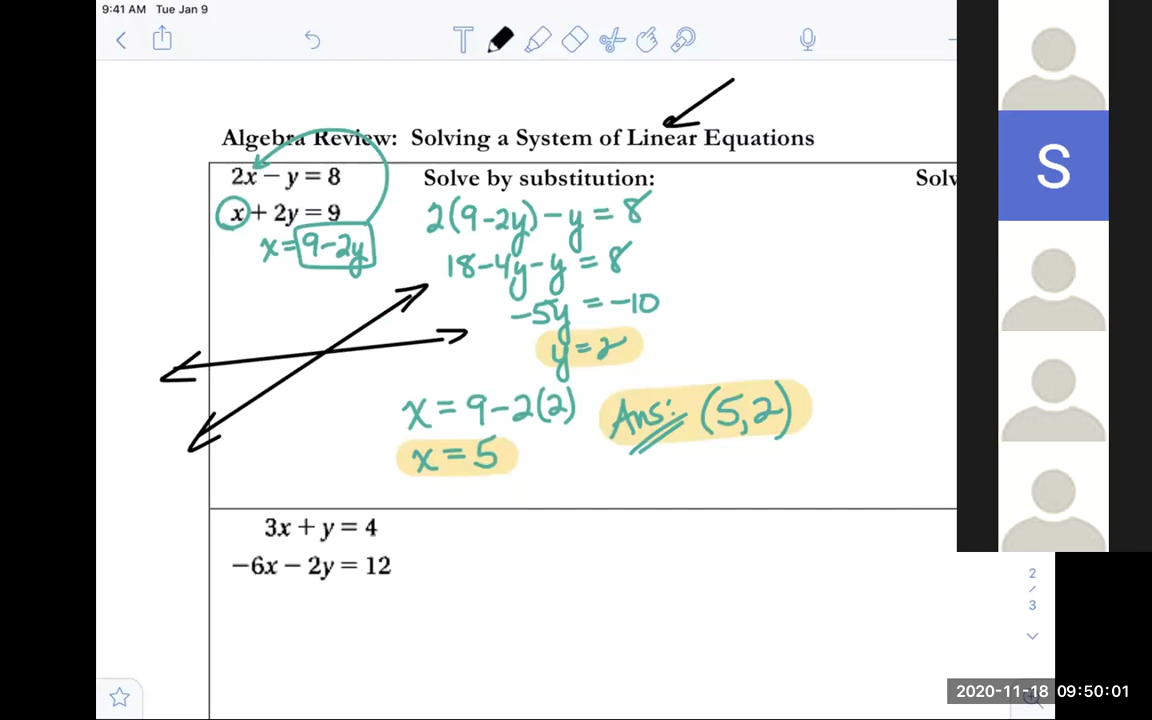 9:41 AM Tue Jan 9
Algebra Review: Solving a System of Linear Equations
2x − y = 8
x + 2y = 9
x = 9−2y
Solve by substitution:
2(9−2y)−y = 8
18−4y−y = 8
−5y = −10
y = 2
x = 9−2(2)
x = 5
Ans: (5,2)
Solv
S
3x + y = 4
−6x − 2y = 12
2
/
3
2020-11-18 09:50:01